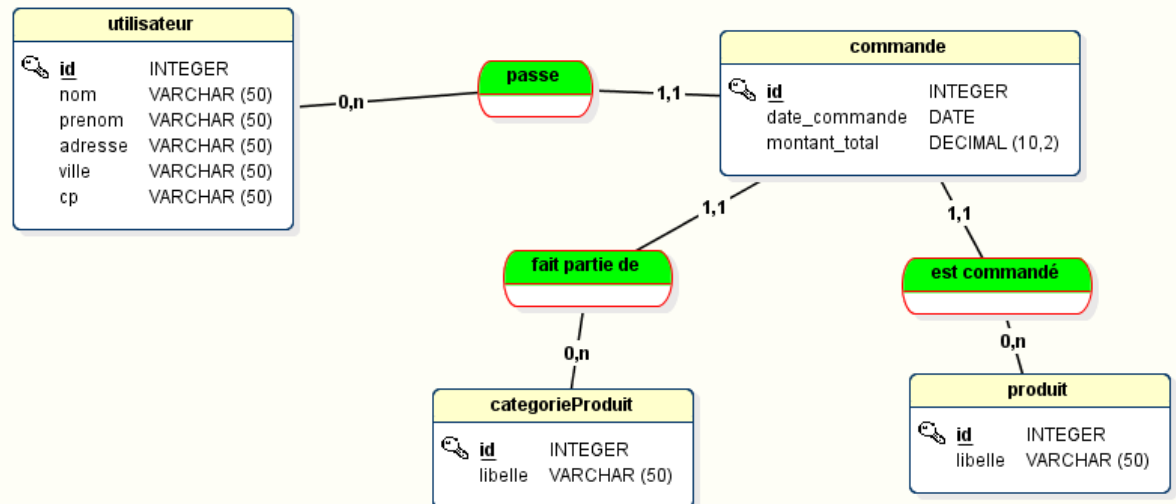 utilisateur
id INTEGER
nom VARCHAR (50)
prenom VARCHAR (50)
adresse VARCHAR (50)
ville VARCHAR (50)
cp VARCHAR (50)
0,n
passe
1,1
commande
id INTEGER
date_commande DATE
montant_total DECIMAL (10,2)
1,1
fait partie de
0,n
categorieProduit
id INTEGER
libelle VARCHAR (50)
1,1
est commandé
0,n
produit
id INTEGER
libelle VARCHAR (50)